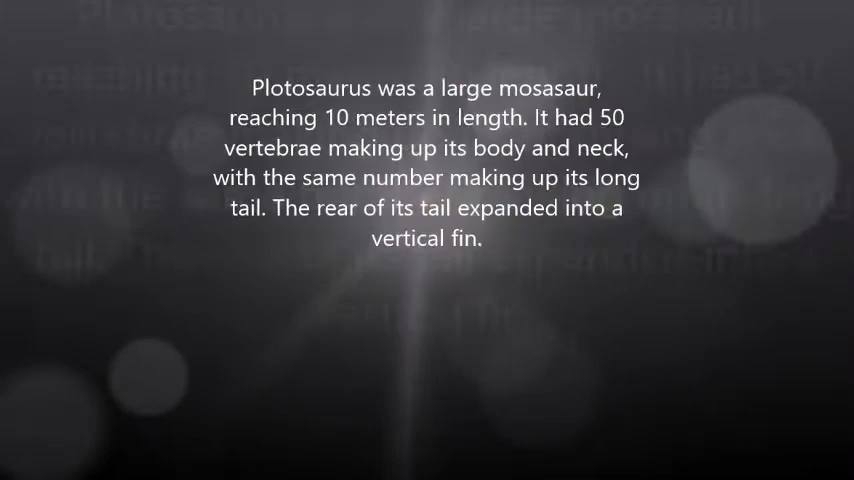 Plotosaurus was a large mosasaur,
reaching 10 meters in length. It had 50
vertebrae making up its body and neck,
with the same number making up its long
tail. The rear of its tail expanded into a
vertical fin.